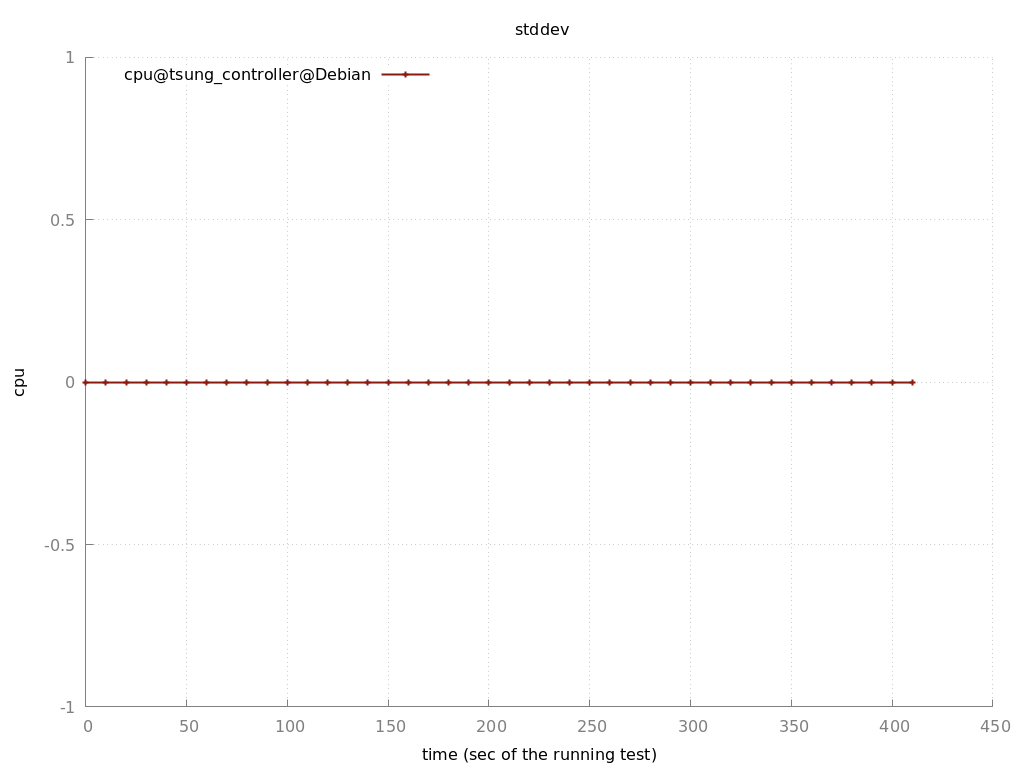 stddev
1
cpu@tsung_controller@Debian
0.5
cpu
0
-0.5
-1
0 50 100 150 200 250 300 350 400 450
time (sec of the running test)